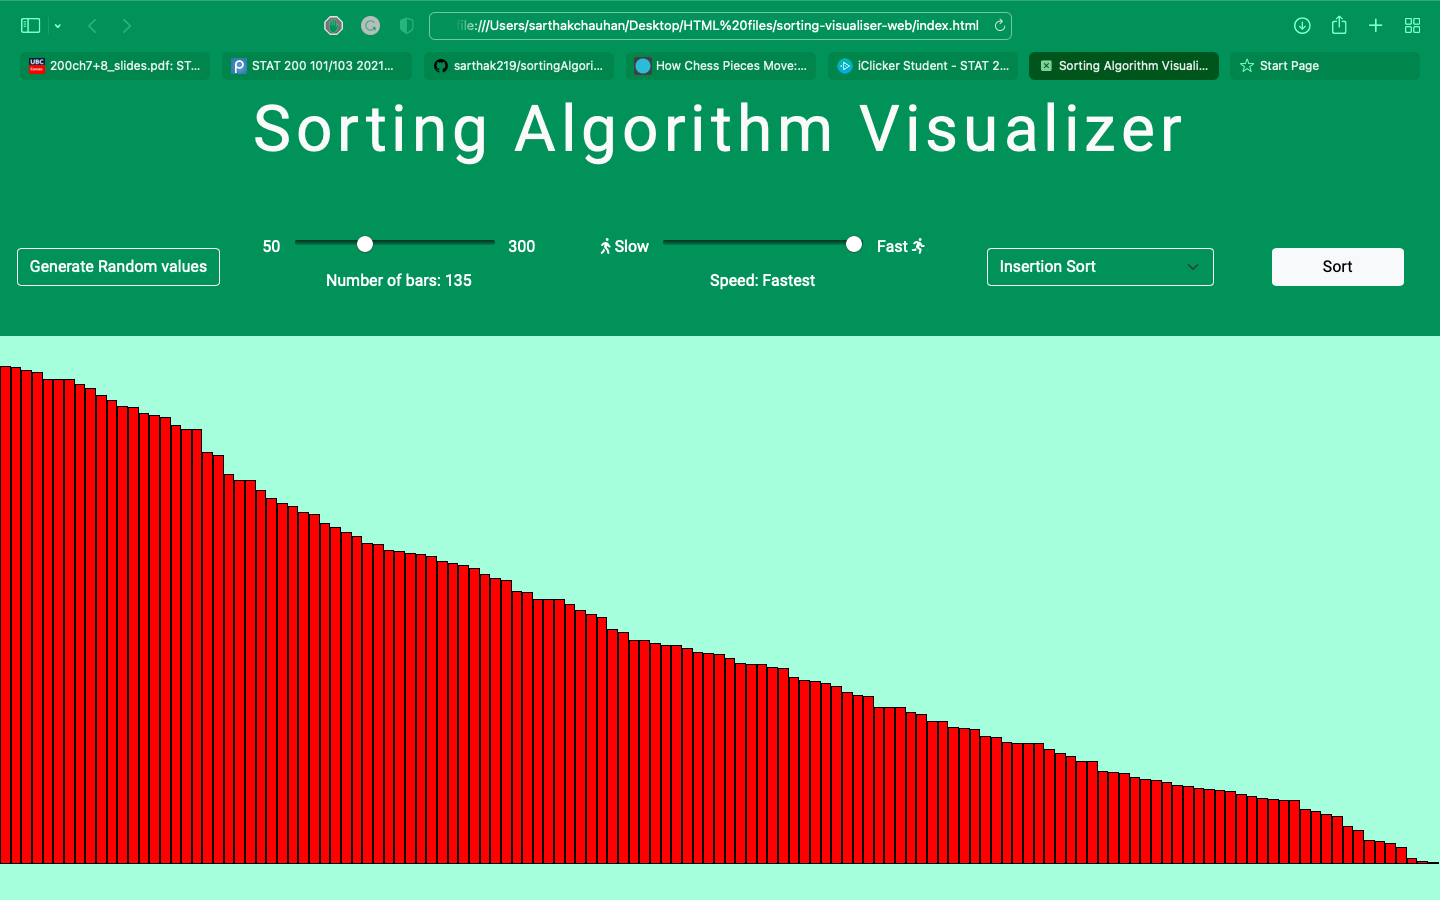 file:///Users/sarthakchauhan/Desktop/HTML%20files/sorting-visualiser-web/index.html
UBC 200ch7+8_slides.pdf: ST...
STAT 200 101/103 2021...
sarthak219/sortingAlgori...
How Chess Pieces Move:...
iClicker Student - STAT 2...
Sorting Algorithm Visuali...
Start Page
Sorting Algorithm Visualizer
Generate Random values
50
300
Number of bars: 135
Slow
Fast
Speed: Fastest
Insertion Sort
Sort